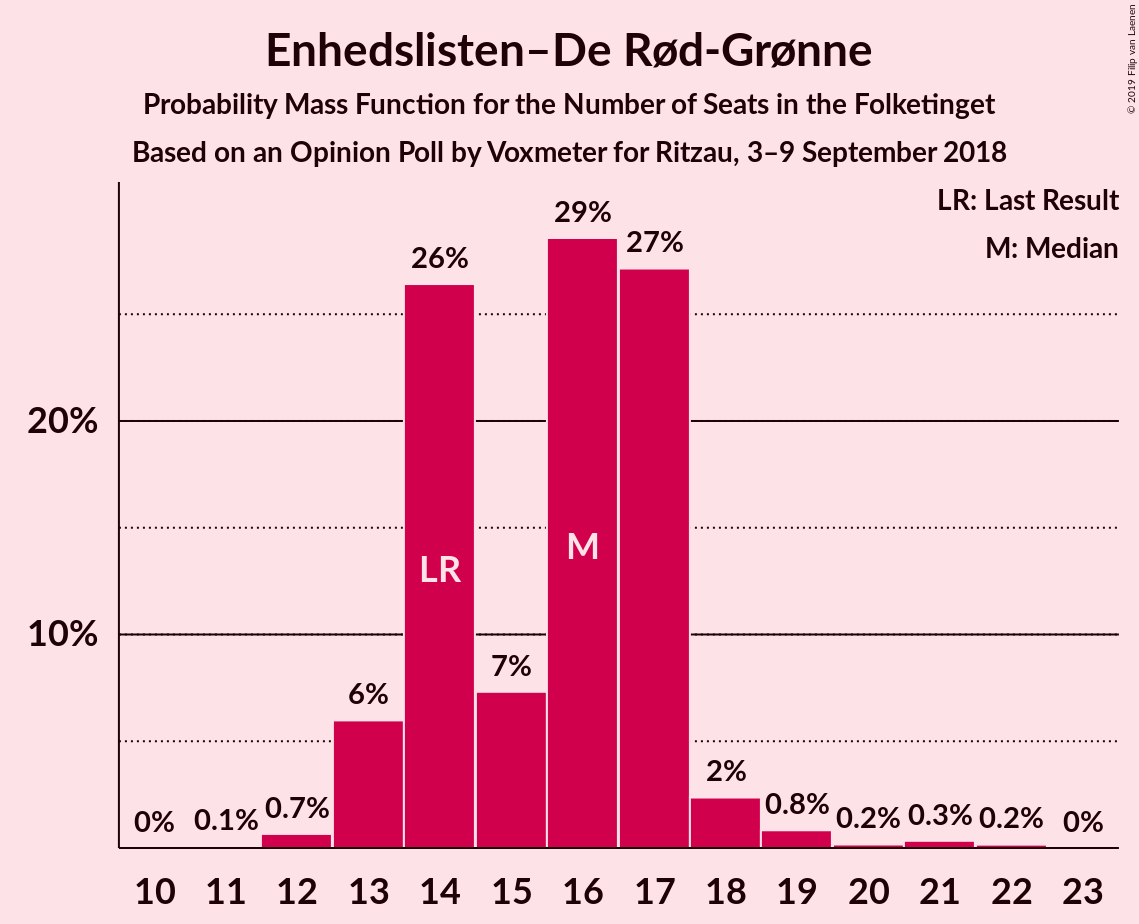 Enhedslisten–De Rød-Grønne
Probability Mass Function for the Number of Seats in the Folketinget
Based on an Opinion Poll by Voxmeter for Ritzau, 3–9 September 2018
© 2019 Filip van Laenen
LR: Last Result
M: Median
29%
27%
26%
20%
M
LR
10%
7%
6%
2%
0% 0.1% 0.7% 0.8% 0.2% 0.3% 0.2% 0%
10 11 12 13 14 15 16 17 18 19 20 21 22 23